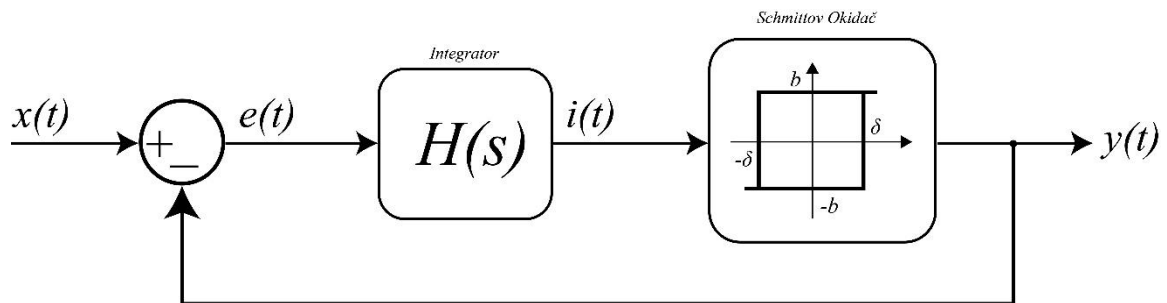 Schmittov Okidač
Integrator
x(t)
+
−
e(t)
H(s)
i(t)
b
δ
-δ
-b
y(t)